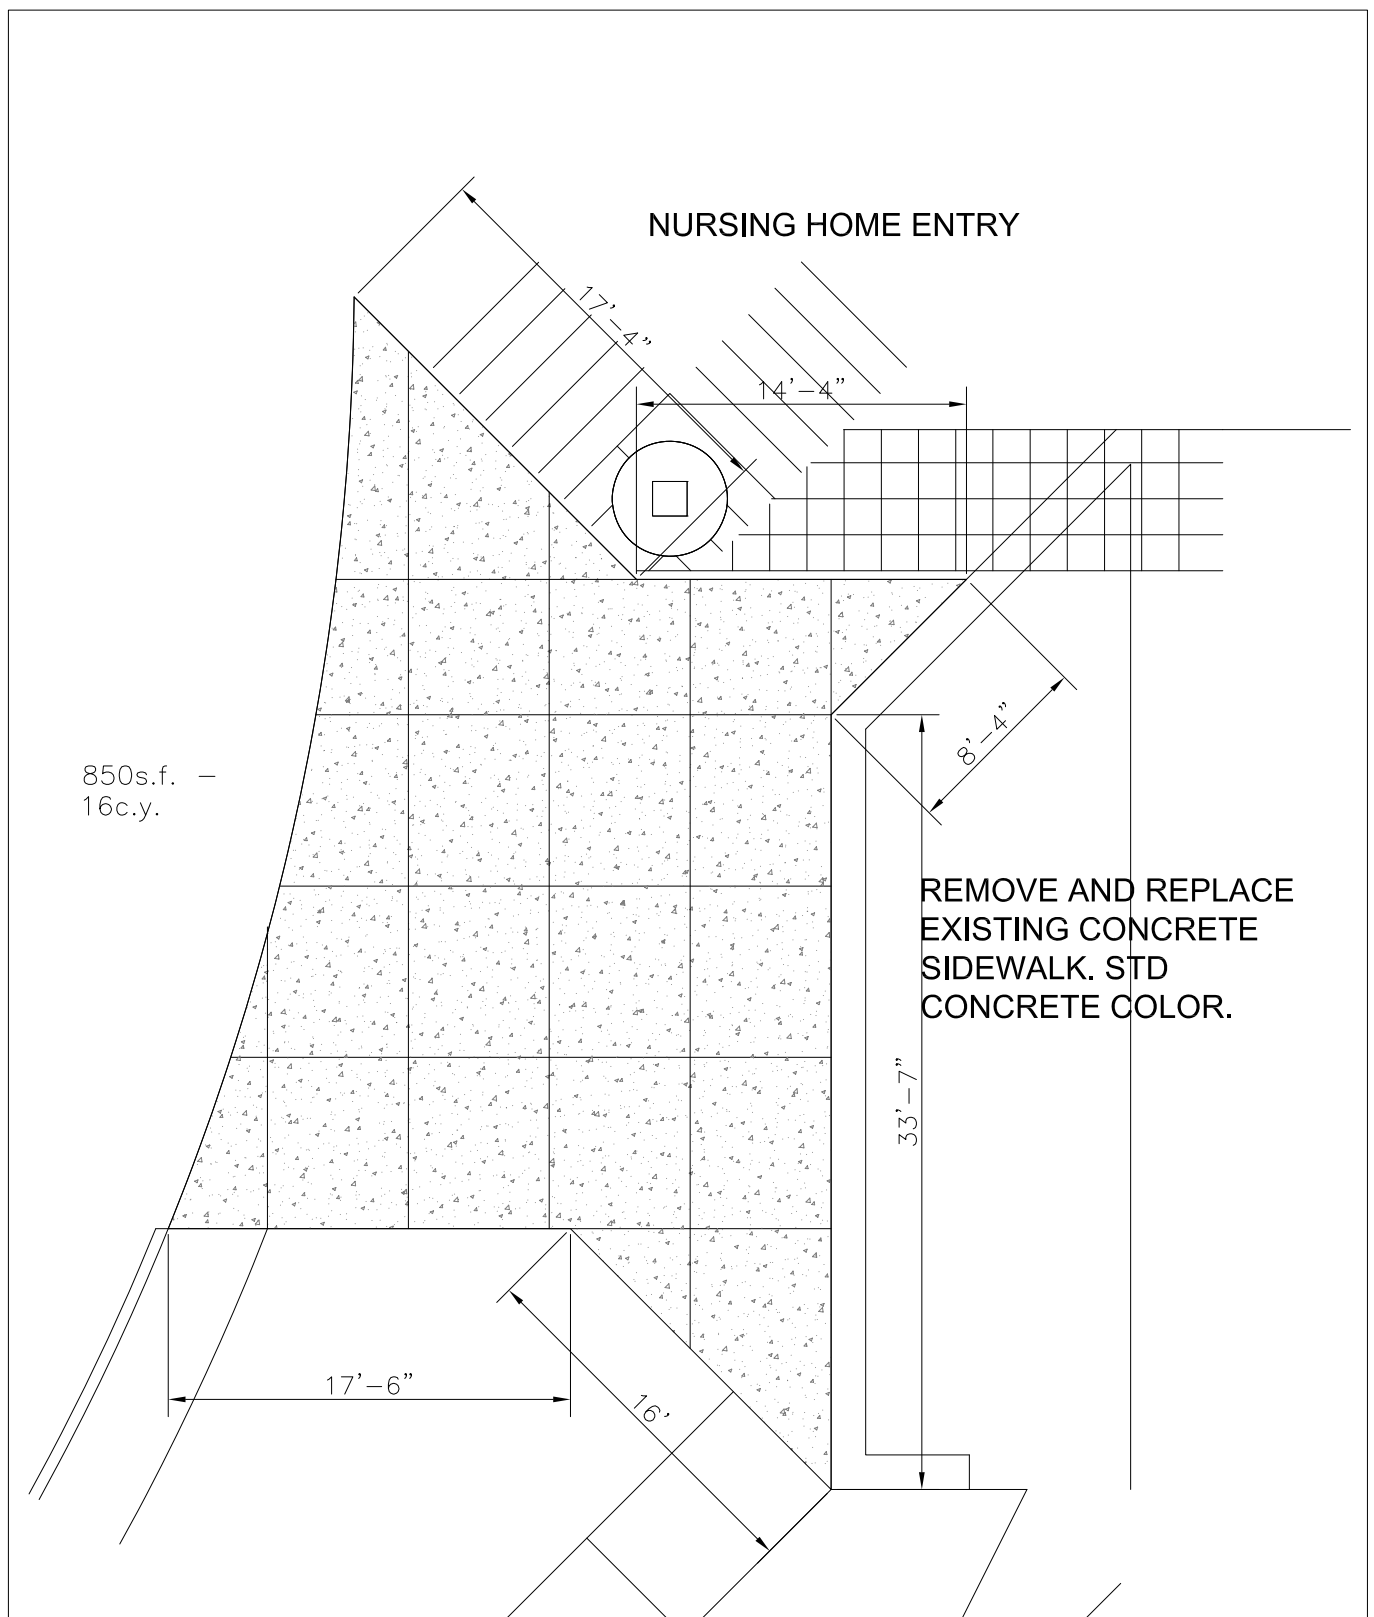 NURSING HOME ENTRY
17'-4"
14'-4"
8'-4"
850s.f. –
16c.y.
REMOVE AND REPLACE
EXISTING CONCRETE
SIDEWALK. STD
CONCRETE COLOR.
33'-7"
17'-6"
16'